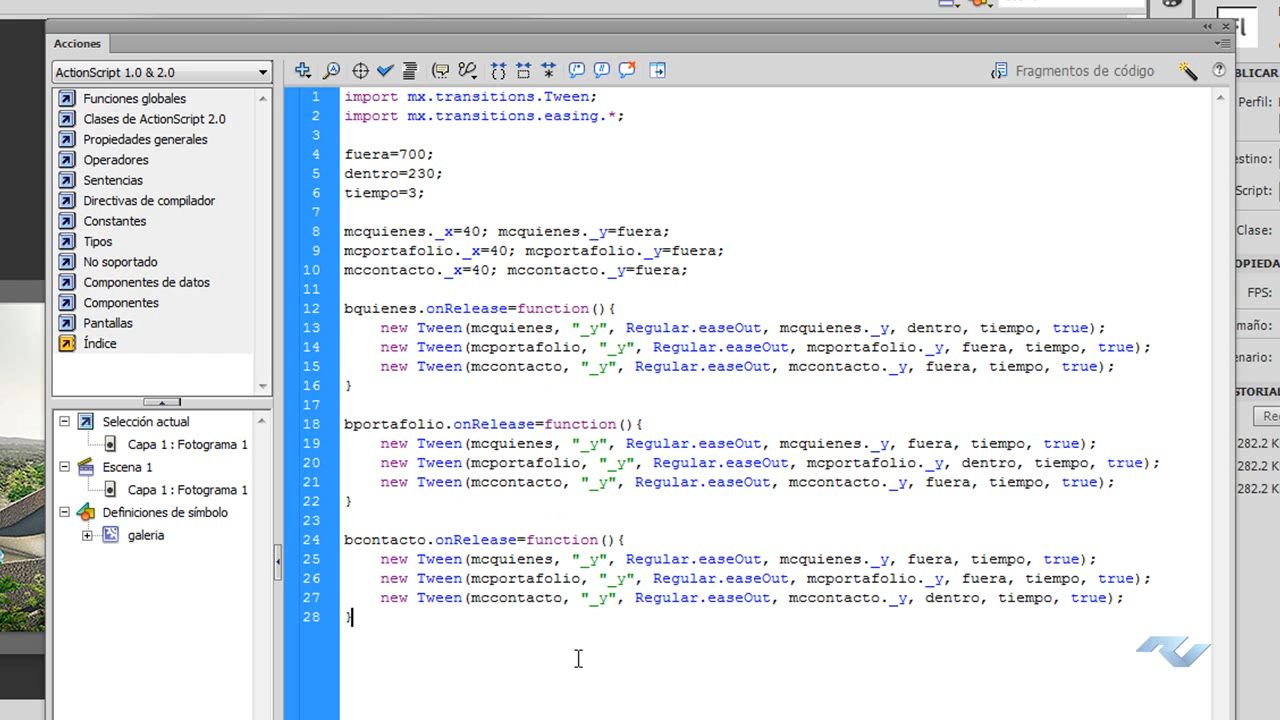 Acciones
ActionScript 1.0 & 2.0
Fragmentos de código
Funciones globales
Clases de ActionScript 2.0
Propiedades generales
Operadores
Sentencias
Directivas de compilador
Constantes
Tipos
No soportado
Componentes de datos
Componentes
Pantallas
Índice
Selección actual
Capa 1 : Fotograma 1
Escena 1
Capa 1 : Fotograma 1
Definiciones de símbolo
galeria
1 import mx.transitions.Tween;
2 import mx.transitions.easing.*;
3
4 fuera=700;
5 dentro=230;
6 tiempo=3;
7
8 mcquienes._x=40; mcquienes._y=fuera;
9 mcportafolio._x=40; mcportafolio._y=fuera;
10 mccontacto._x=40; mccontacto._y=fuera;
11
12 bquienes.onRelease=function(){
13 new Tween(mcquienes, "_y", Regular.easeOut, mcquienes._y, dentro, tiempo, true);
14 new Tween(mcportafolio, "_y", Regular.easeOut, mcportafolio._y, fuera, tiempo, true);
15 new Tween(mccontacto, "_y", Regular.easeOut, mccontacto._y, fuera, tiempo, true);
16 }
17
18 bportafolio.onRelease=function(){
19 new Tween(mcquienes, "_y", Regular.easeOut, mcquienes._y, fuera, tiempo, true);
20 new Tween(mcportafolio, "_y", Regular.easeOut, mcportafolio._y, dentro, tiempo, true);
21 new Tween(mccontacto, "_y", Regular.easeOut, mccontacto._y, fuera, tiempo, true);
22 }
23
24 bcontacto.onRelease=function(){
25 new Tween(mcquienes, "_y", Regular.easeOut, mcquienes._y, fuera, tiempo, true);
26 new Tween(mcportafolio, "_y", Regular.easeOut, mcportafolio._y, fuera, tiempo, true);
27 new Tween(mccontacto, "_y", Regular.easeOut, mccontacto._y, dentro, tiempo, true);
28 }
BLICAR
Perfil:
estino:
Script:
Clase:
OPIEDA
FPS:
maño:
enario:
STORIAL
Re
282.2 K
282.2 K
282.2 K